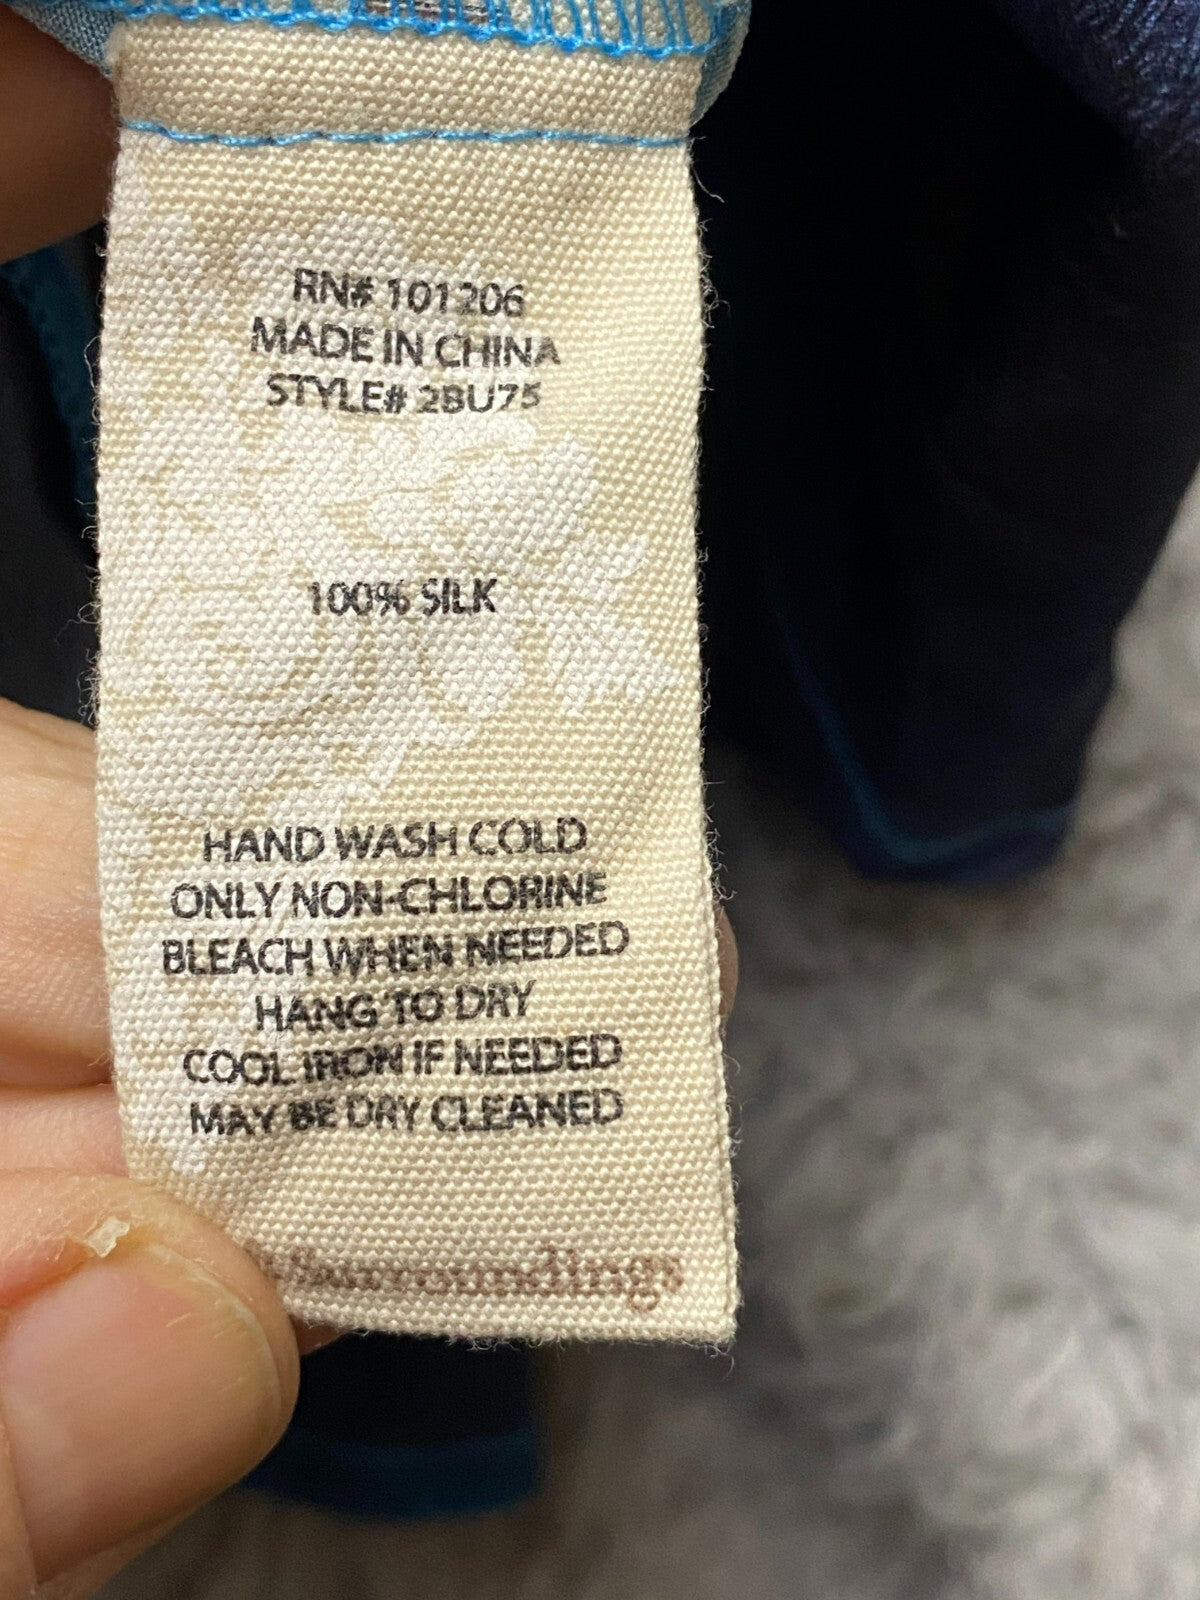 RN# 101206
MADE IN CHINA
STYLE# 2BU75
100% SILK
HAND WASH COLD
ONLY NON-CHLORINE
BLEACH WHEN NEEDED
HANG TO DRY
COOL IRON IF NEEDED
MAY BE DRY CLEANED
Surroundings